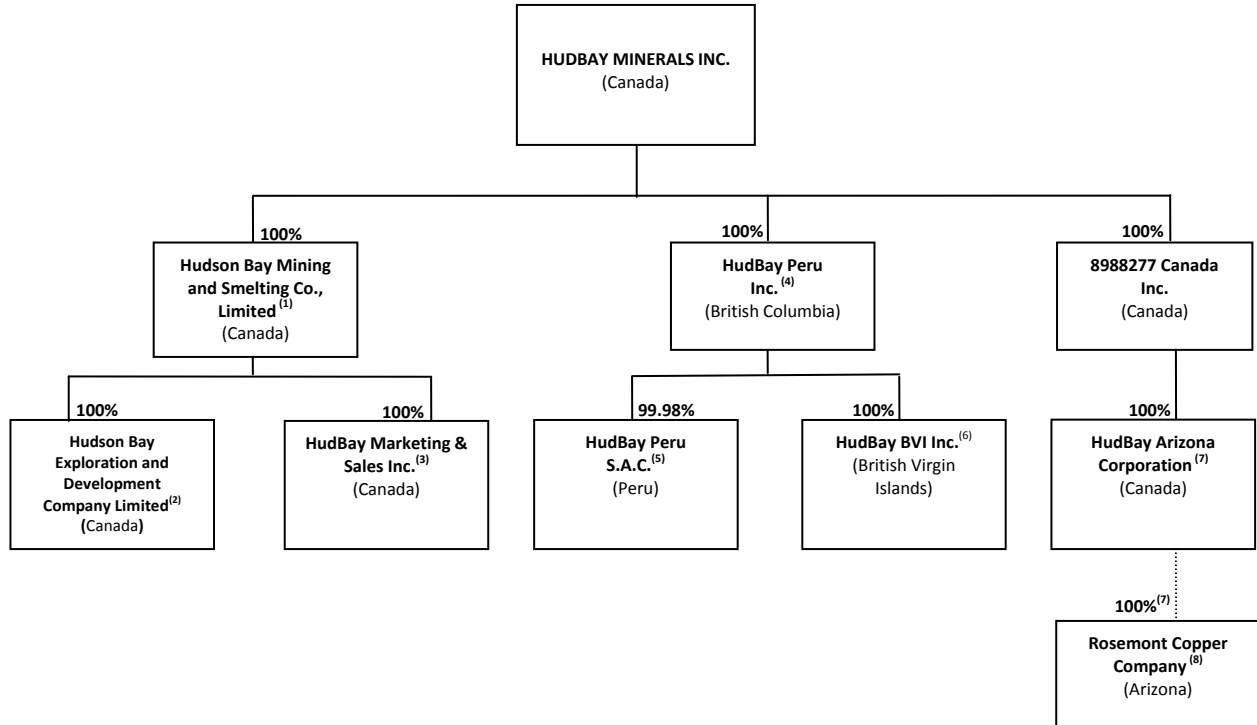 HUDBAY MINERALS INC.
(Canada)
100%
Hudson Bay Mining
and Smelting Co.,
Limited (1)
(Canada)
100%
HudBay Peru
Inc. (4)
(British Columbia)
100%
8988277 Canada
Inc.
(Canada)
100%
Hudson Bay
Exploration and
Development
Company Limited(2)
(Canada)
100%
HudBay Marketing &
Sales Inc.(3)
(Canada)
99.98%
HudBay Peru
S.A.C.(5)
(Peru)
100%
HudBay BVI Inc.(6)
(British Virgin
Islands)
100%
HudBay Arizona
Corporation(7)
(Canada)
100%(7)
Rosemont Copper
Company (8)
(Arizona)